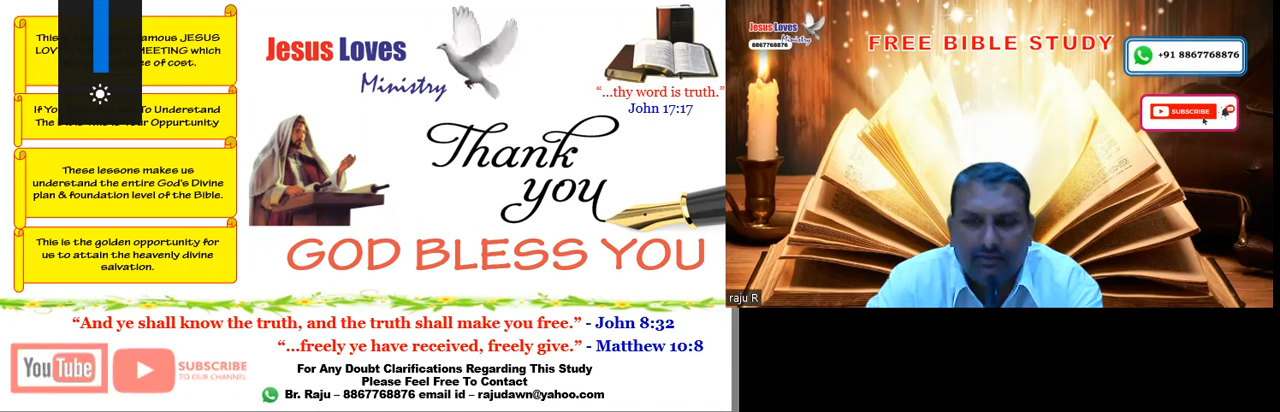 This amous JESUS
LOV MEETING which
e of cost.
If You To Understand
The Your Opportunity
These lessons makes us
understand the entire God's Divine
plan & foundation level of the Bible.
This is the golden opportunity for
us to attain the heavenly divine
salvation.
Jesus Loves
Ministry
“...thy word is truth.”
John 17:17
Thank
you
GOD BLESS YOU
“And ye shall know the truth, and the truth shall make you free.” - John 8:32
“...freely ye have received, freely give.” - Matthew 10:8
You Tube
SUBSCRIBE
TO OUR CHANNEL
For Any Doubt Clarifications Regarding This Study
Please Feel Free To Contact
Br. Raju – 8867768876 email id – rajudawn@yahoo.com
Jesus Loves
Ministry
8867768876
FREE BIBLE STUDY
+91 8867768876
SUBSCRIBE
raju R